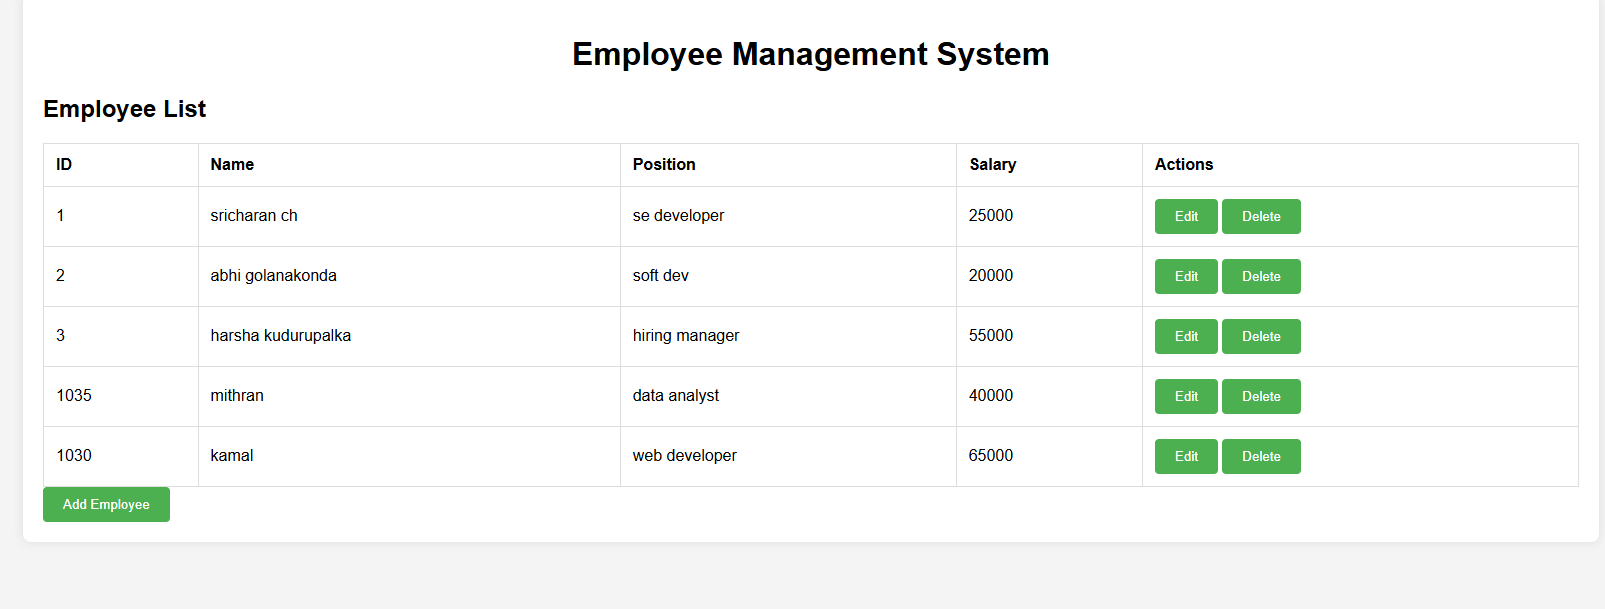 Employee Management System
Employee List
ID Name Position Salary Actions
1 sricharan ch se developer 25000 Edit Delete
2 abhi golanakonda soft dev 20000 Edit Delete
3 harsha kudurupalka hiring manager 55000 Edit Delete
1035 mithran data analyst 40000 Edit Delete
1030 kamal web developer 65000 Edit Delete
Add Employee